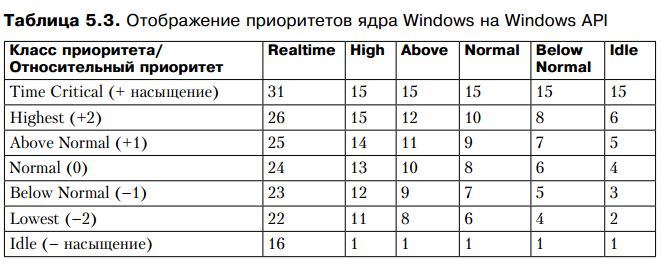 Таблица 5.3. Отображение приоритетов ядра Windows на Windows API
Класс приоритета/ Realtime High Above Normal Below Idle
Относительный приоритет Normal
Time Critical (+ насыщение) 31 15 15 15 15 15
Highest (+2) 26 15 12 10 8 6
Above Normal (+1) 25 14 11 9 7 5
Normal (0) 24 13 10 8 6 4
Below Normal (–1) 23 12 9 7 5 3
Lowest (–2) 22 11 8 6 4 2
Idle (– насыщение) 16 1 1 1 1 1